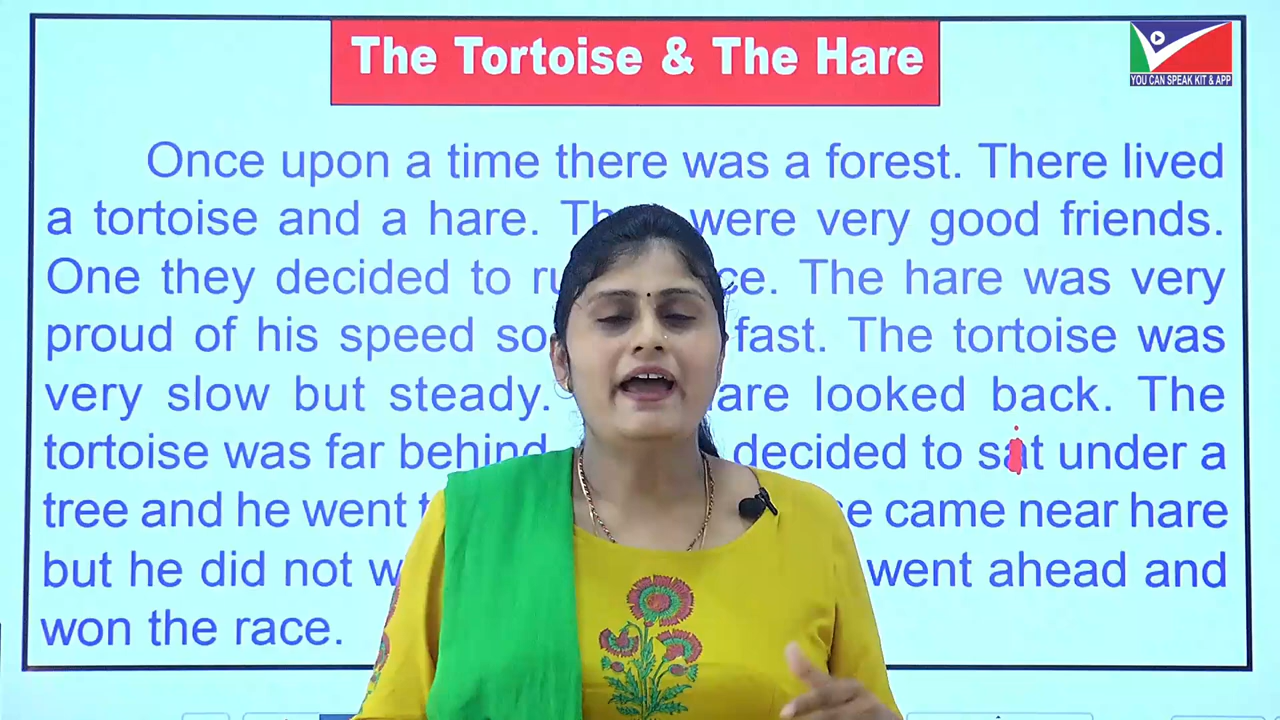 The Tortoise & The Hare
YOU CAN SPEAK KIT & APP
Once upon a time there was a forest. There lived
a tortoise and a hare. were very good friends.
One they decided to The hare was very
proud of his speed so fast. The tortoise was
very slow but steady. looked back. The
tortoise was far behind decided to sit under a
tree and he went came near hare
but he did not went ahead and
won the race.